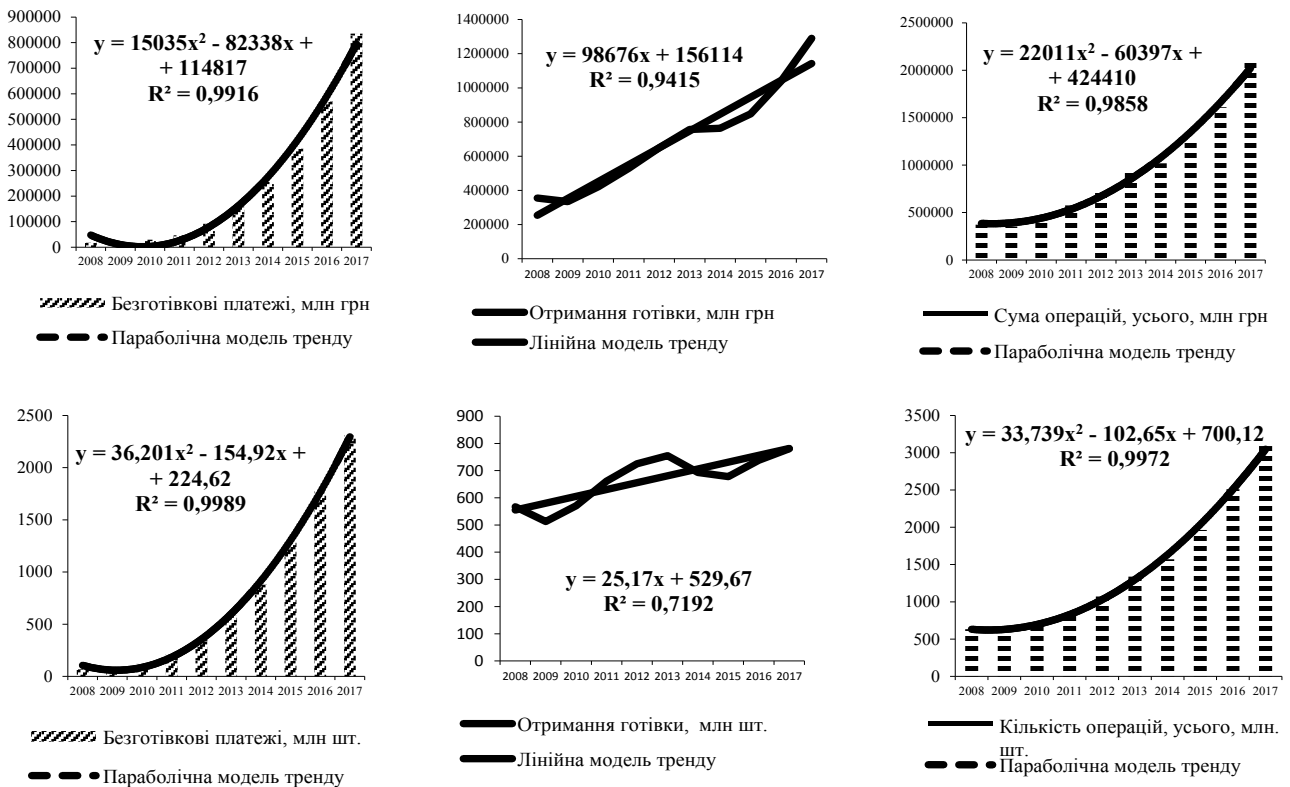 900000
800000
700000
600000
500000
400000
300000
200000
100000
0
y = 15035x² - 82338x +
+ 114817
R² = 0,9916
2008 2009 2010 2011 2012 2013 2014 2015 2016 2017
Безготівкові платежі, млн грн
Параболічна модель тренду
1400000
1200000
1000000
800000
600000
400000
200000
0
y = 98676x + 156114
R² = 0,9415
2008 2009 2010 2011 2012 2013 2014 2015 2016 2017
Отримання готівки, млн грн
Лінійна модель тренду
2500000
2000000
1500000
1000000
500000
0
y = 22011x² - 60397x +
+ 424410
R² = 0,9858
2008 2009 2010 2011 2012 2013 2014 2015 2016 2017
Сума операцій, усього, млн грн
Параболічна модель тренду
2500
2000
1500
1000
500
0
y = 36,201x² - 154,92x +
+ 224,62
R² = 0,9989
2008 2009 2010 2011 2012 2013 2014 2015 2016 2017
Безготівкові платежі, млн шт.
Параболічна модель тренду
900
800
700
600
500
400
300
200
100
0
y = 25,17x + 529,67
R² = 0,7192
2008 2009 2010 2011 2012 2013 2014 2015 2016 2017
Отримання готівки, млн шт.
Лінійна модель тренду
3500
3000
2500
2000
1500
1000
500
0
y = 33,739x² - 102,65x + 700,12
R² = 0,9972
2008 2009 2010 2011 2012 2013 2014 2015 2016 2017
Кількість операцій, усього, млн.
шт.
Параболічна модель тренду